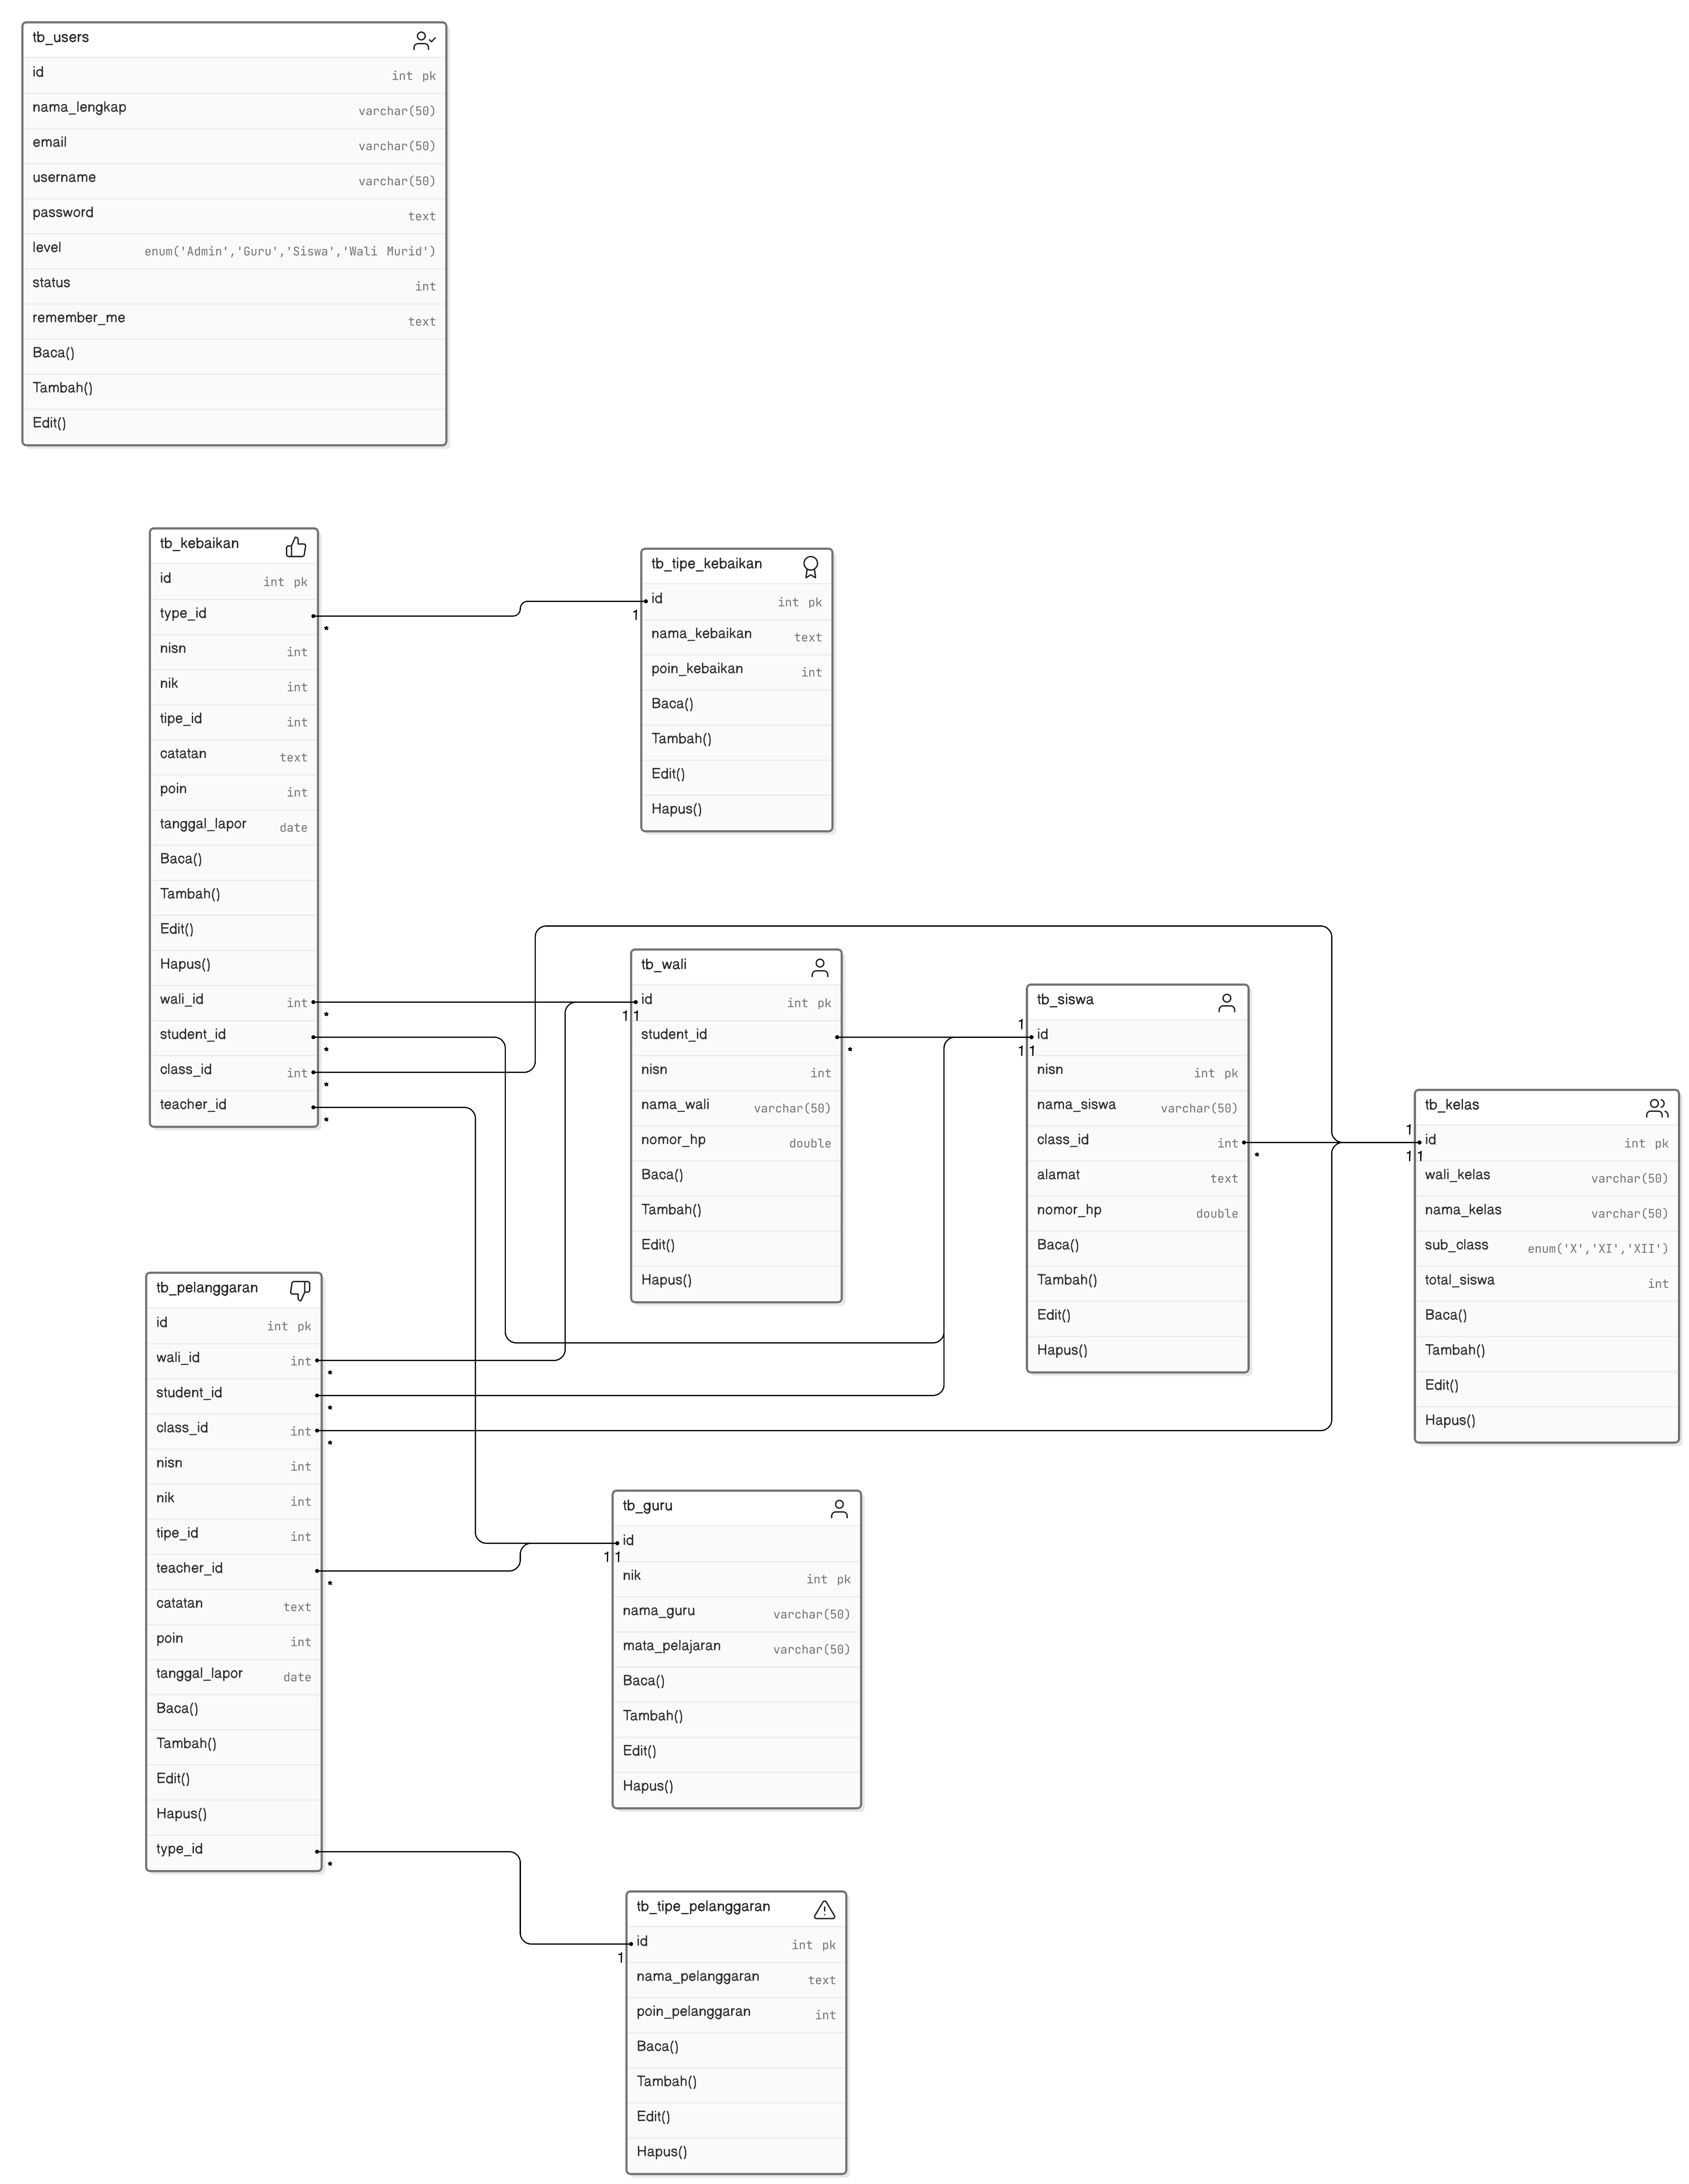 tb_users
id int pk
nama_lengkap varchar(50)
email varchar(50)
username varchar(50)
password text
level enum('Admin','Guru','Siswa','Wali Murid')
status int
remember_me text
Baca()
Tambah()
Edit()
tb_kebaikan
id int pk
type_id
*
nisn int
nik int
tipe_id int
catatan text
poin int
tanggal_lapor date
Baca()
Tambah()
Edit()
Hapus()
wali_id int
*
student_id
*
class_id int
*
teacher_id
*
tb_tipe_kebaikan
id int pk
1
nama_kebaikan text
poin_kebaikan int
Baca()
Tambah()
Edit()
Hapus()
tb_wali
id int pk
1 1
student_id
*
nisn int
nama_wali varchar(50)
nomor_hp double
Baca()
Tambah()
Edit()
Hapus()
tb_siswa
1
id
1 1
nisn int pk
nama_siswa varchar(50)
class_id int
*
alamat text
nomor_hp double
Baca()
Tambah()
Edit()
Hapus()
tb_kelas
1
id int pk
1 1
wali_kelas varchar(50)
nama_kelas varchar(50)
sub_class enum('X','XI','XII')
total_siswa int
Baca()
Tambah()
Edit()
Hapus()
tb_pelanggaran
id int pk
wali_id int
*
student_id
*
class_id int
*
nisn int
nik int
tipe_id int
teacher_id
*
catatan text
poin int
tanggal_lapor date
Baca()
Tambah()
Edit()
Hapus()
type_id
*
tb_guru
id
1 1
nik int pk
nama_guru varchar(50)
mata_pelajaran varchar(50)
Baca()
Tambah()
Edit()
Hapus()
tb_tipe_pelanggaran
id int pk
1
nama_pelanggaran text
poin_pelanggaran int
Baca()
Tambah()
Edit()
Hapus()